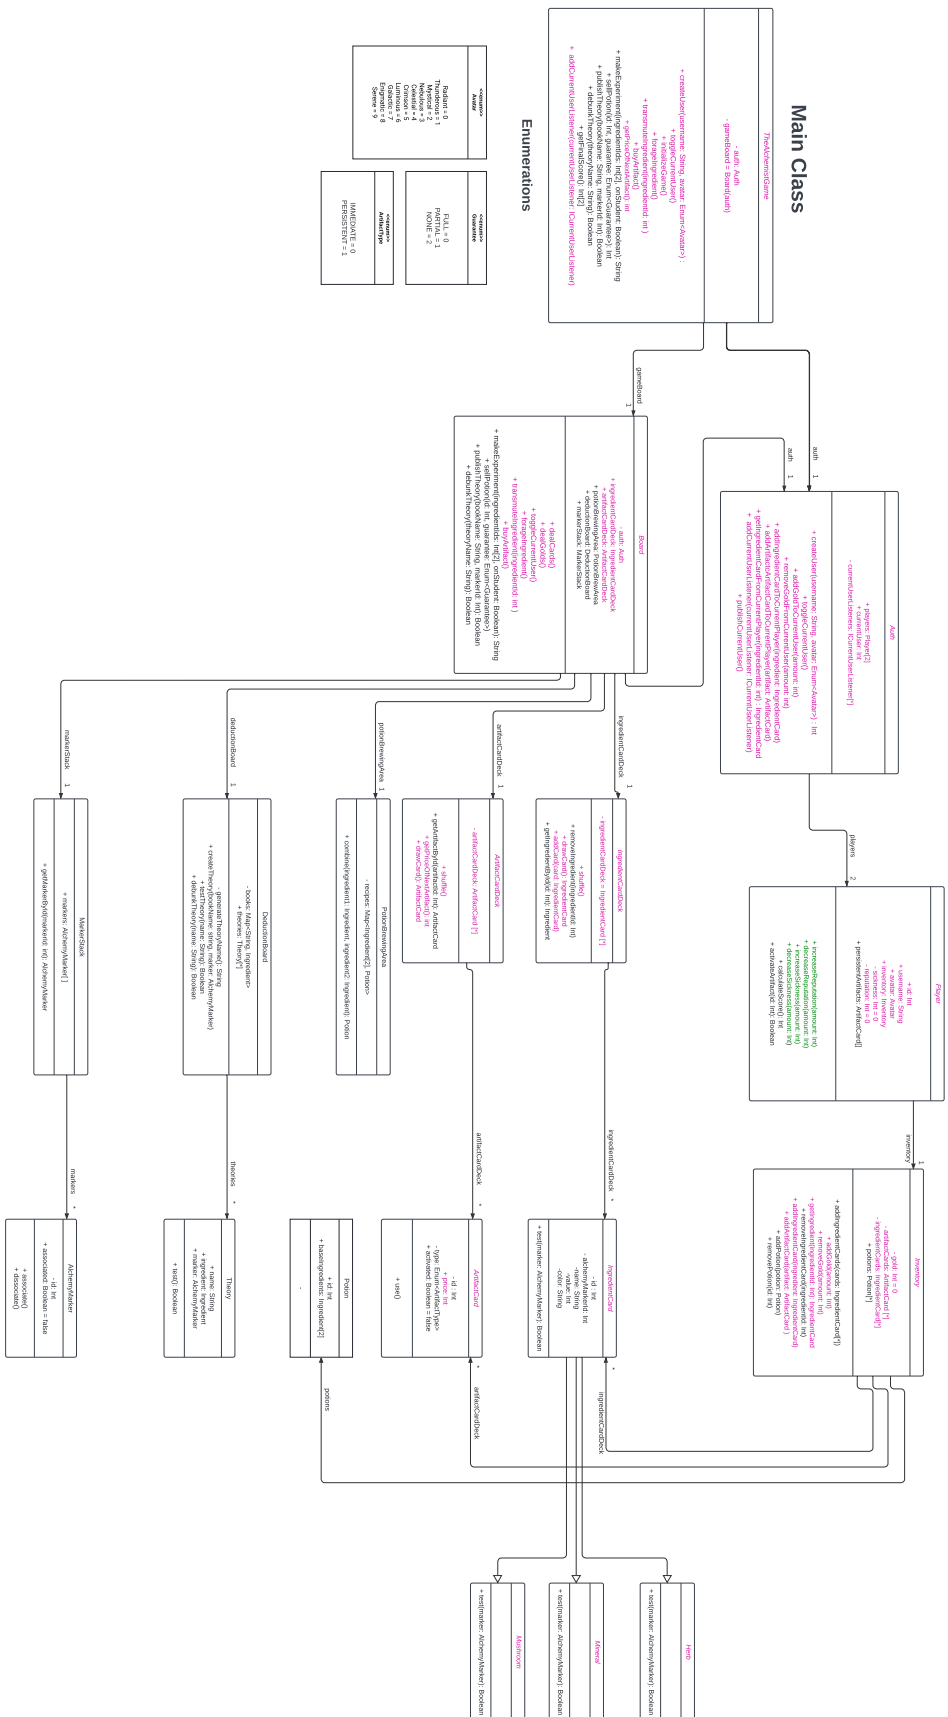 Main Class
TheAlchemistGame
- auth: Auth
- gameBoard = Board(auth)
+ createUser(username: String, avatar: Enum<Avatar>) :
+ toggleCurrentUser()
+ initializeGame()
+ forageIngredient()
+ transmuteIngredient(ingredientId: int )
+ getPriceOfNextArtifact(): int
+ buyArtifact()
+ makeExperiment(ingredientIds: Int[2], onStudent: Boolean): String
+ sellPotion(id: Int, guarantee: Enum<Guarantee>): Int
+ publishTheory(bookName: String, markerId: Int): Boolean
+ debunkTheory(theoryName: String): Boolean
+ getFinalScore(): Int[2]
+ addCurrentUserListener(currentUserListener: ICurrentUserListener)
Enumerations
<<enum>>
Avatar
Radiant = 0
Thunderous = 1
Mystical = 2
Nebulous = 3
Celestial = 4
Crimson = 5
Luminous = 6
Galactic = 7
Enigmatic = 8
Serene = 9
<<enum>>
Guarantee
FULL = 0
PARTIAL = 1
NONE = 2
<<enum>>
ArtifactType
IMMEDIATE = 0
PERSISTENT = 1
auth 1
auth 1
gameBoard 1
Auth
+ players: Player[2]
+ currentUser: Int
- currentUserListeners: ICurrentUserListener[*]
+ createUser(username: String, avatar: Enum<Avatar>) : Int
+ toggleCurrentUser()
+ addGoldToCurrentUser(amount: int)
+ removeGoldFromCurrentUser(amount: int)
+ addIngredientCardToCurrentPlayer(ingredient: IngredientCard)
+ addArtifactArtifactCardToCurrentPlayer(artifact: ArtifactCard)
+ getIngredientCardFromCurrentPlayer(ingredientId: int) : IngredientCard
+ addCurrentUserListener(currentUserListener: ICurrentUserListener)
+ publishCurrentUser()
Board
- auth: Auth
+ ingredientCardDeck: IngredientCardDeck
+ artifactCardDeck: ArtifactCardDeck
+ potionBrewingArea: PotionBrewArea
+ deductionBoard: DeductionBoard
+ markerStack: MarkerStack
+ dealCards()
+ dealGolds()
+ toggleCurrentUser()
+ forageIngredient()
+ transmuteIngredient(ingredientId: int )
+ buyArtifact()
+ makeExperiment(ingredientIds: Int[2], onStudent: Boolean): String
+ sellPotion(id: Int, guarantee: Enum<Guarantee>)
+ publishTheory(bookName: String, markerId: Int): Boolean
+ debunkTheory(theoryName: String): Boolean
players 2
ingredientCardDeck 1
artifactCardDeck 1
potionBrewingArea 1
deductionBoard 1
markerStack 1
Player
+ id: Int
+ username: String
+ avatar: Avatar
+ inventory: Inventory
- sickness: Int = 0
- reputation: Int = 0
+ persistentArtifacts: ArtifactCard[]
+ increaseReputation(amount: Int)
+ decreaseReputation(amount: Int)
+ increaseSickness(amount: Int)
+ decreaseSickness(amount: Int)
+ calculateScore(): Int
+ activateArtifact(id: Int): Boolean
IngredientCardDeck
- ingredientCardDeck = IngredientCard [*]
+ shuffle()
+ removeIngredient(ingredientId: Int)
+ drawCard(): IngredientCard
+ addCard(card: IngredientCard)
+ getIngredientById(id: Int): Ingredient
ArtifactCardDeck
- artifactCardDeck: ArtifactCard [*]
+ shuffle()
+ getArtifactById(artifactId: Int): ArtifactCard
+ getPriceOfNextArtifact(): int
+ drawCard(): ArtifactCard
PotionBrewingArea
- recipes: Map<Ingredient[2], Potion>
+ combine(ingredient1: Ingredient, ingredient2: Ingredient): Potion
DeductionBoard
- books: Map<String, Ingredient>
+ theories: Theory[*]
- generateTheoryName(): String
+ createTheory(bookName: string, marker: AlchemyMarker)
+ testTheory(name: String): Boolean
+ debunkTheory(name: String): Boolean
MarkerStack
+ markers: AlchemyMarker[ ]
+ getMarkerById(markerId: int): AlchemyMarker
inventory 1
ingredientCardDeck *
artifactCardDeck *
theories *
markers *
Inventory
- gold: Int = 0
- artifactCards: ArtifactCard [*]
- ingredientCards: IngredientCard[*]
+ potions: Potion[*]
+ addIngredientCards(cards: IngredientCard[*])
+ addGold(amount: Int)
+ removeGold(amount: Int)
+ getIngredient(ingredientId: int) : IngredientCard
+ removeIngredientCard(ingredientId: Int)
+ addIngredientCard(ingredient: IngredientCard)
+ addArtifactCard(artifact: ArtifactCard )
+ addPotion(potion: Potion)
+ removePotion(id: Int)
IngredientCard
- id : Int
- alchemyMarkerId: Int
-name: String
-value: Int
-color: String
+ test(marker: AlchemyMarker): Boolean
ArtifactCard
- id : Int
+ price: Int
- type: Enum<ArtifactType>
+ activated: Boolean = false
+ use()
Potion
+ id: Int
+ baseIngredients: Ingredient[2]
-
Theory
+ name: String
+ ingredient: Ingredient
+ marker: AlchemyMarker
+ test(): Boolean
AlchemyMarker
- id: Int
+ associated: Boolean = false
+ associate()
+ dissociate()
* ingredientCardDeck
* artifactCardDeck
potions
Herb
+ test(marker: AlchemyMarker): Boolean
Mineral
+ test(marker: AlchemyMarker): Boolean
Mushroom
+ test(marker: AlchemyMarker): Boolean